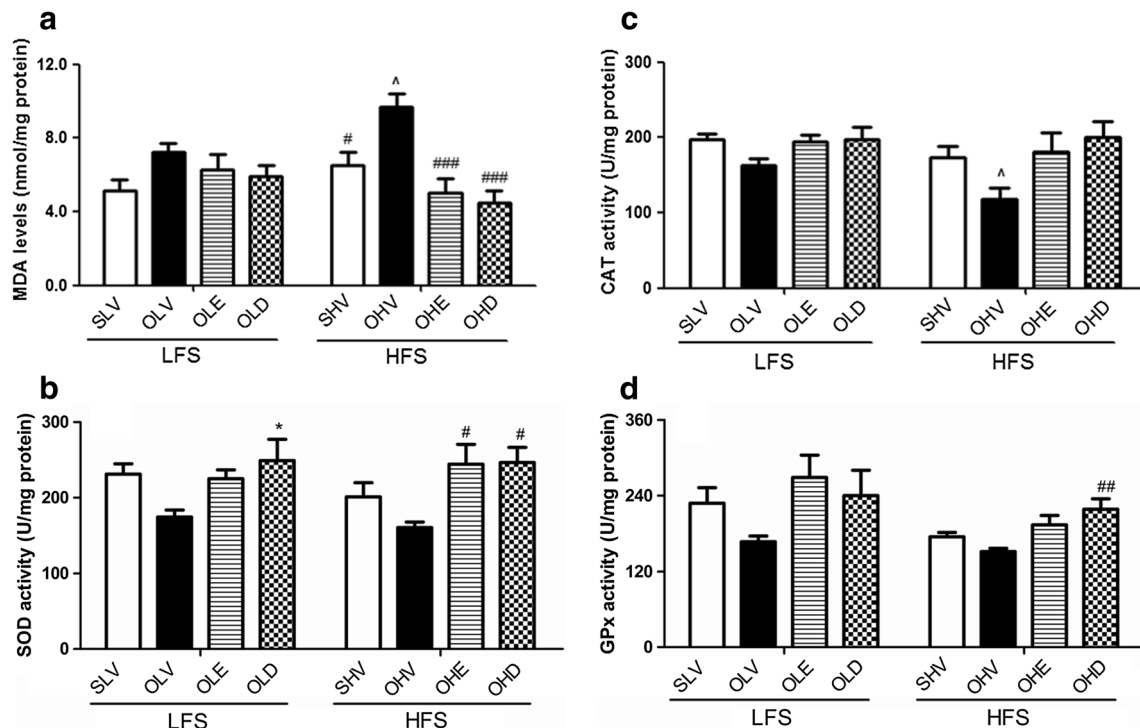 a
MDA levels (nmol/mg protein)
12.0
8.0
4.0
0.0
#
^
###
###
SLV OLV OLE OLD SHV OHV OHE OHD
LFS HFS
c
CAT activity (U/mg protein)
300
200
100
0
^
SLV OLV OLE OLD SHV OHV OHE OHD
LFS HFS
b
SOD activity (U/mg protein)
300
200
100
0
*
#
#
SLV OLV OLE OLD SHV OHV OHE OHD
LFS HFS
d
GPx activity (U/mg protein)
360
240
120
0
##
SLV OLV OLE OLD SHV OHV OHE OHD
LFS HFS